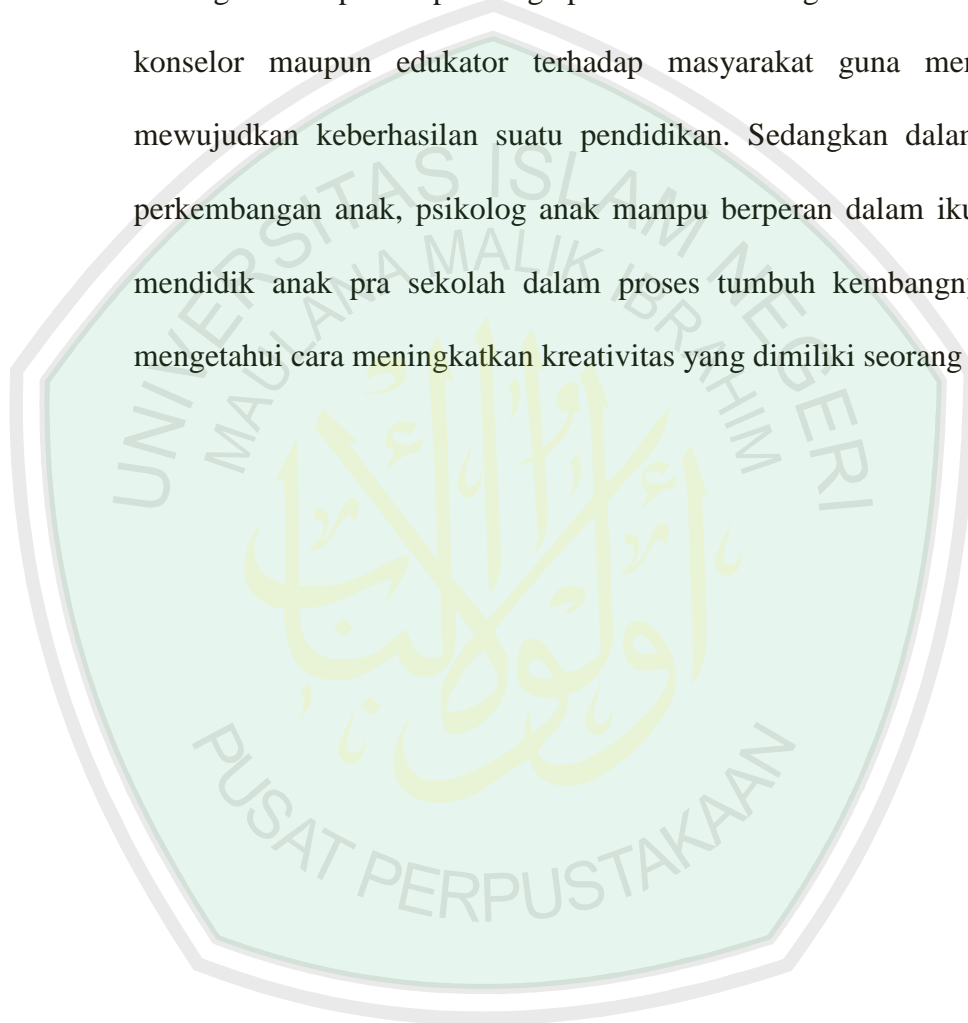 konselor maupun edukator terhadap masyarakat guna
mewujudkan keberhasilan suatu pendidikan. Sedangkan
perkembangan anak, psikolog anak mampu berperan dalam
mendidik anak pra sekolah dalam proses tumbuh
mengetahui cara meningkatkan kreativitas yang dimiliki seorang
UNIVERSITAS ISLAM NEGERI
MAULANA MALIK IBRAHIM
PUSAT PERPUSTAKAAN